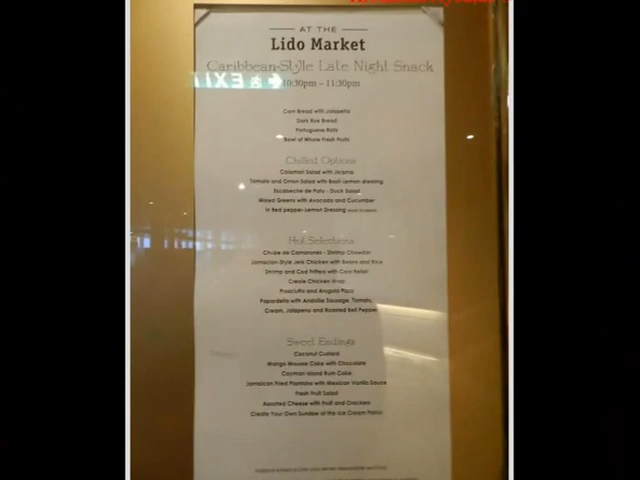 AT THE
Lido Market
Caribbean-Style Late Night Snack
EXIT
10:30pm – 11:30pm
Corn Bread with Jalapeño
Dark Rye Bread
Portuguese Rolls
Bowl of Whole Fresh Fruits
Chilled Options
Calamari Salad with Jicama
Tomato and Onion Salad with Basil-Lemon dressing
Escabeche de Pato - Duck Salad
Mixed Greens with Avocado and Cucumber
in Red pepper-Lemon Dressing
Hot Selections
Chupe de Camarones - Shrimp Chowder
Jamaican-Style Jerk Chicken with Beans and Rice
Shrimp and Cod Fritters with Corn Relish
Creole Chicken Wrap
Prosciutto and Arugula Pizza
Papardella with Andoille Sausage, Tomato,
Cream, Jalapeno and Roasted Bell Pepper
Sweet Endings
Coconut Custard
Mango Mousse Cake with Chocolate
Cayman Island Rum Cake
Jamaican Fried Plantains with Mexican Vanilla Sauce
Fresh Fruit Salad
Assorted Cheese with Fruit and Crackers
Create Your Own Sundae at the Ice Cream Parlor